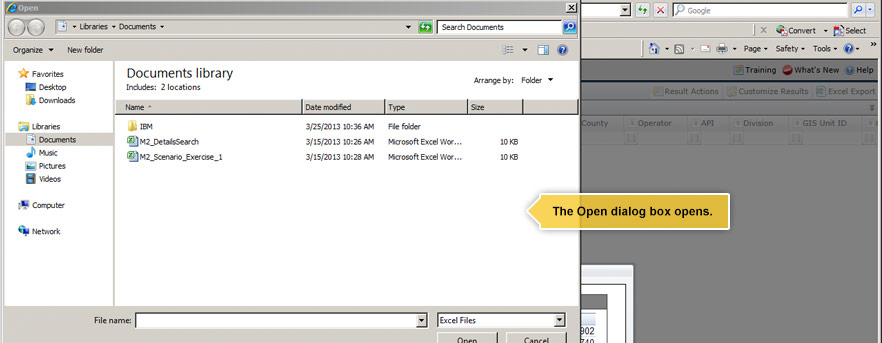 Open
Libraries
Documents
Search Documents
Google
Convert
Select
Organize
New folder
Page
Safety
Tools
Favorites
Desktop
Downloads
Libraries
Documents
Music
Pictures
Videos
Computer
Network
Documents library
Includes: 2 locations
Arrange by: Folder
Name Date modified Type Size
IBM 3/25/2013 10:36 AM File folder
M2_DetailsSearch 3/15/2013 10:26 AM Microsoft Excel Wor... 10 KB
M2_Scenario_Exercise_1 3/15/2013 10:28 AM Microsoft Excel Wor... 10 KB
Training What's New Help
Result Actions Customize Results Excel Export
County Operator API Division GIS Unit ID
The Open dialog box opens.
File name: Excel Files
Open Cancel
902
740